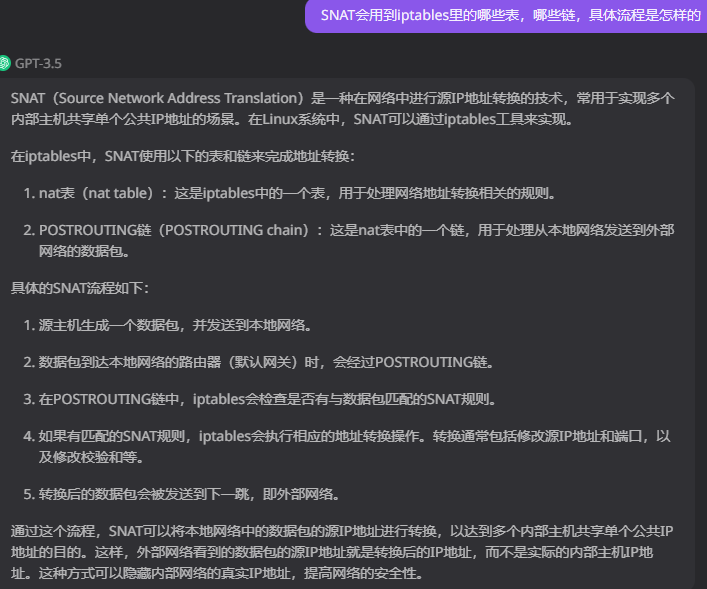 SNAT会用到iptables里的哪些表，哪些链，具体流程是怎样的
GPT-3.5
SNAT（Source Network Address Translation）是一种在网络中进行源IP地址转换的技术，常用于实现多个
内部主机共享单个公共IP地址的场景。在Linux系统中，SNAT可以通过iptables工具来实现。
在iptables中，SNAT使用以下的表和链来完成地址转换：
1. nat表（nat table）：这是iptables中的一个表，用于处理网络地址转换相关的规则。
2. POSTROUTING链（POSTROUTING chain）：这是nat表中的一个链，用于处理从本地网络发送到外部
网络的数据包。
具体的SNAT流程如下：
1. 源主机生成一个数据包，并发送到本地网络。
2. 数据包到达本地网络的路由器（默认网关）时，会经过POSTROUTING链。
3. 在POSTROUTING链中，iptables会检查是否有与数据包匹配的SNAT规则。
4. 如果有匹配的SNAT规则，iptables会执行相应的地址转换操作。转换通常包括修改源IP地址和端口，以
及修改校验和等。
5. 转换后的数据包会被发送到下一跳，即外部网络。
通过这个流程，SNAT可以将本地网络中的数据包的源IP地址进行转换，以达到多个内部主机共享单个公共IP
地址的目的。这样，外部网络看到的数据包的源IP地址就是转换后的IP地址，而不是实际的内部主机IP地
址。这种方式可以隐藏内部网络的真实IP地址，提高网络的安全性。